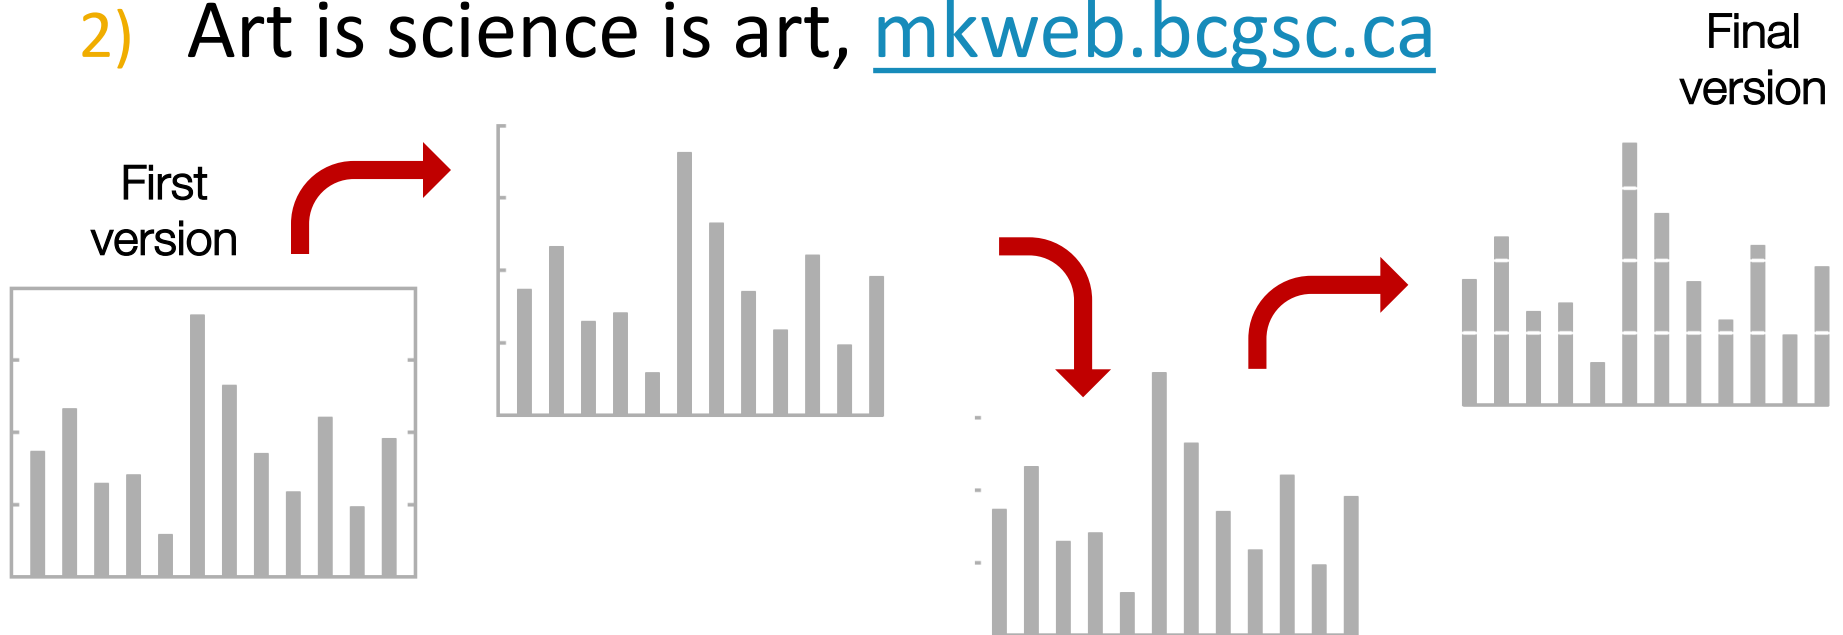 2) Art is science is art, mkweb.bcgsc.ca
Final
version
First
version